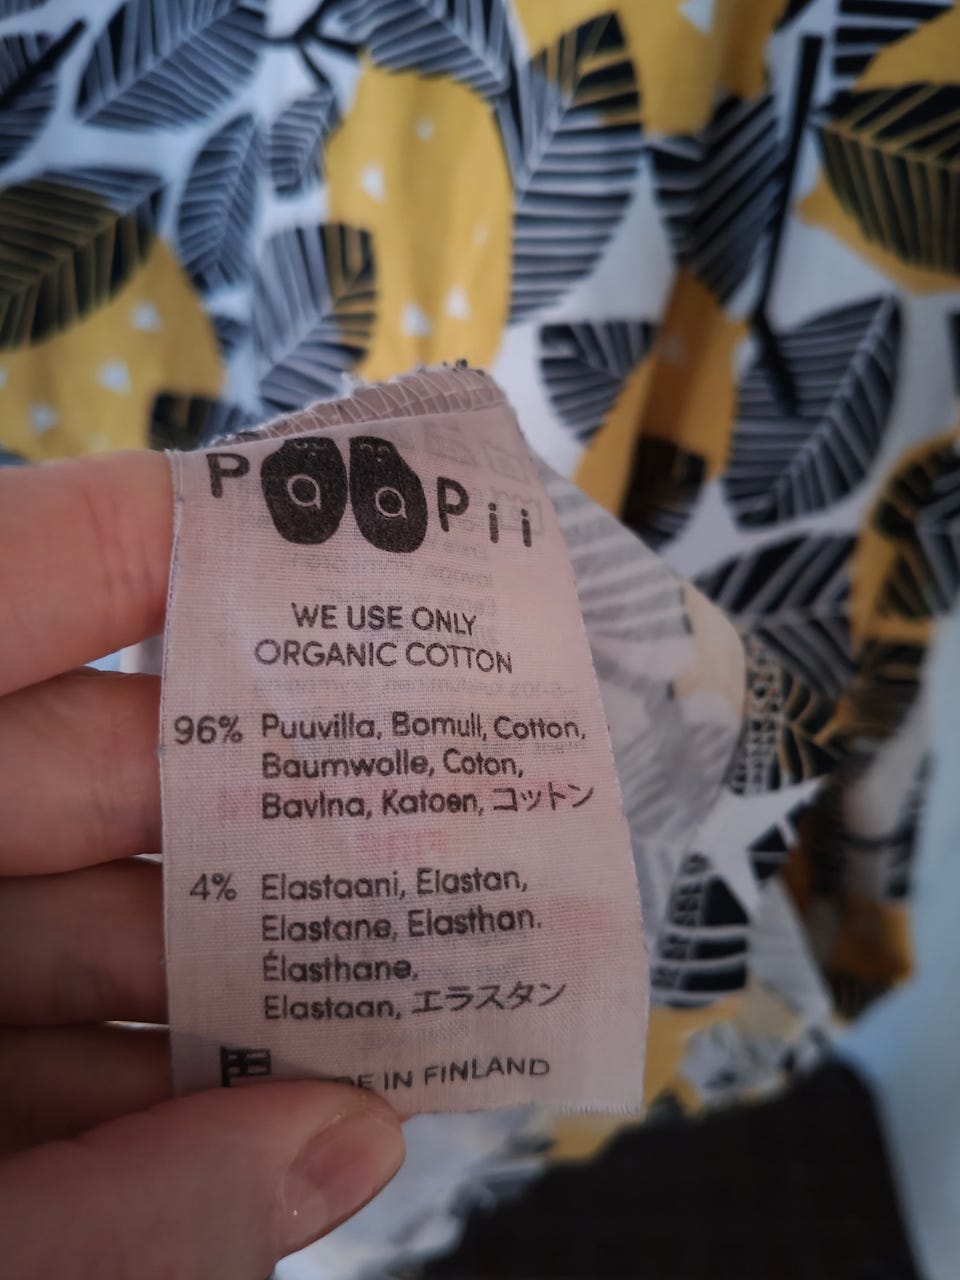 PaaPii
WE USE ONLY
ORGANIC COTTON
96% Puuvilla, Bomull, Cotton,
Baumwolle, Coton,
Bavlna, Katoen, コットン
4% Elastaani, Elastan,
Elastane, Elasthan.
Élasthane,
Elastaan, エラスタン
IN FINLAND